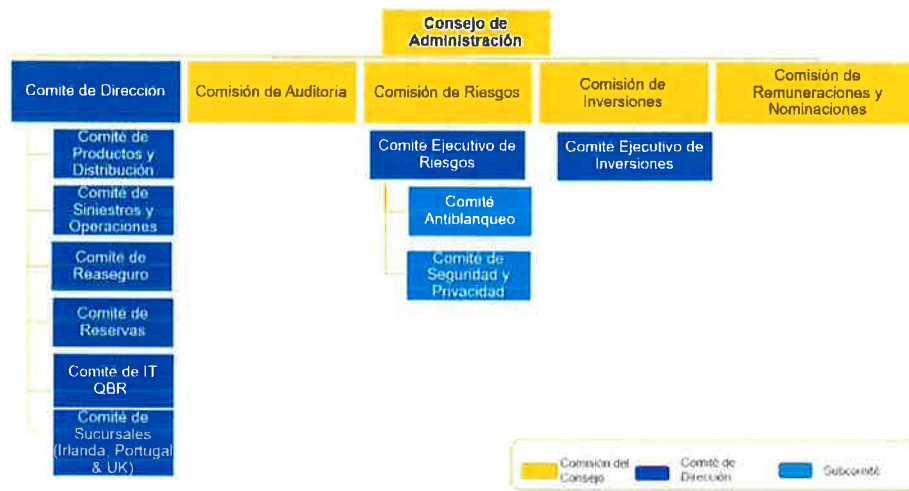 Consejo de
Administración
Comité de Dirección
Comisión de Auditoria
Comisión de Riesgos
Comisión de
Inversiones
Comisión de
Remuneraciones y
Nominaciones
Comité de
Productos y
Distribución
Comité Ejecutivo de
Riesgos
Comité Ejecutivo de
Inversiones
Comité de
Siniestros y
Operaciones
Comité
Antiblanqueo
Comité de
Reaseguro
Comité de
Seguridad y
Privacidad
Comité de
Reservas
Comité de IT
QBR
Comité de
Sucursales
(Irlanda, Portugal
& UK)
Comisión del
Consejo
Comité de
Dirección
Subcomité